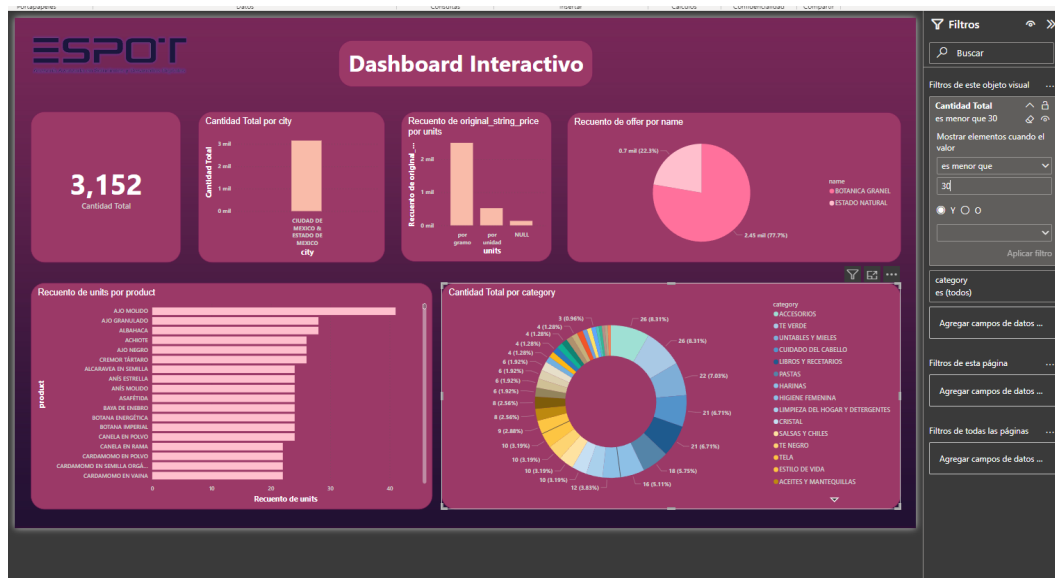 Portapapeles
Datos
Consultas
Insertar
Cálculos
Confidencialidad
Compartir
ESPOT
Dashboard Interactivo
3,152
Cantidad Total
Cantidad Total por city
Cantidad Total
3 mil
2 mil
1 mil
0 mil
CIUDAD DE
MEXICO &
ESTADO DE
MEXICO
city
Recuento de original_string_price
por units
Recuento de original_...
2 mil
1 mil
0 mil
por
gramo
por
unidad
NULL
units
Recuento de offer por name
0.7 mil (22.3%)
2.45 mil (77.7%)
name
BOTANICA GRANEL
ESTADO NATURAL
Recuento de units por product
product
AJO MOLIDO
AJO GRANULADO
ALBAHACA
ACHIOTE
AJO NEGRO
CREMOR TÁRTARO
ALCARAVEA EN SEMILLA
ANÍS ESTRELLA
ANÍS MOLIDO
ASAFÉTIDA
BAYA DE ENEBRO
BOTANA ENERGÉTICA
BOTANA IMPERIAL
CANELA EN POLVO
CANELA EN RAMA
CARDAMOMO EN POLVO
CARDAMOMO EN SEMILLA ORGÁ...
CARDAMOMO EN VAINA
0
10
20
30
40
Recuento de units
Cantidad Total por category
26 (8.31%)
26 (8.31%)
22 (7.03%)
21 (6.71%)
21 (6.71%)
18 (5.75%)
16 (5.11%)
12 (3.83%)
10 (3.19%)
10 (3.19%)
10 (3.19%)
10 (3.19%)
9 (2.88%)
8 (2.56%)
8 (2.56%)
6 (1.92%)
6 (1.92%)
6 (1.92%)
4 (1.28%)
4 (1.28%)
4 (1.28%)
4 (1.28%)
3 (0.96%)
category
ACCESORIOS
TE VERDE
UNTABLES Y MIELES
CUIDADO DEL CABELLO
LIBROS Y RECETARIOS
PASTAS
HARINAS
HIGIENE FEMENINA
LIMPIEZA DEL HOGAR Y DETERGENTES
CRISTAL
SALSAS Y CHILES
TE NEGRO
TELA
ESTILO DE VIDA
ACEITES Y MANTEQUILLAS
Filtros
Buscar
Filtros de este objeto visual
Cantidad Total
es menor que 30
Mostrar elementos cuando el
valor
es menor que
30
Y
O
Aplicar filtro
category
es (todos)
Agregar campos de datos ...
Filtros de esta página
Agregar campos de datos ...
Filtros de todas las páginas
Agregar campos de datos ...